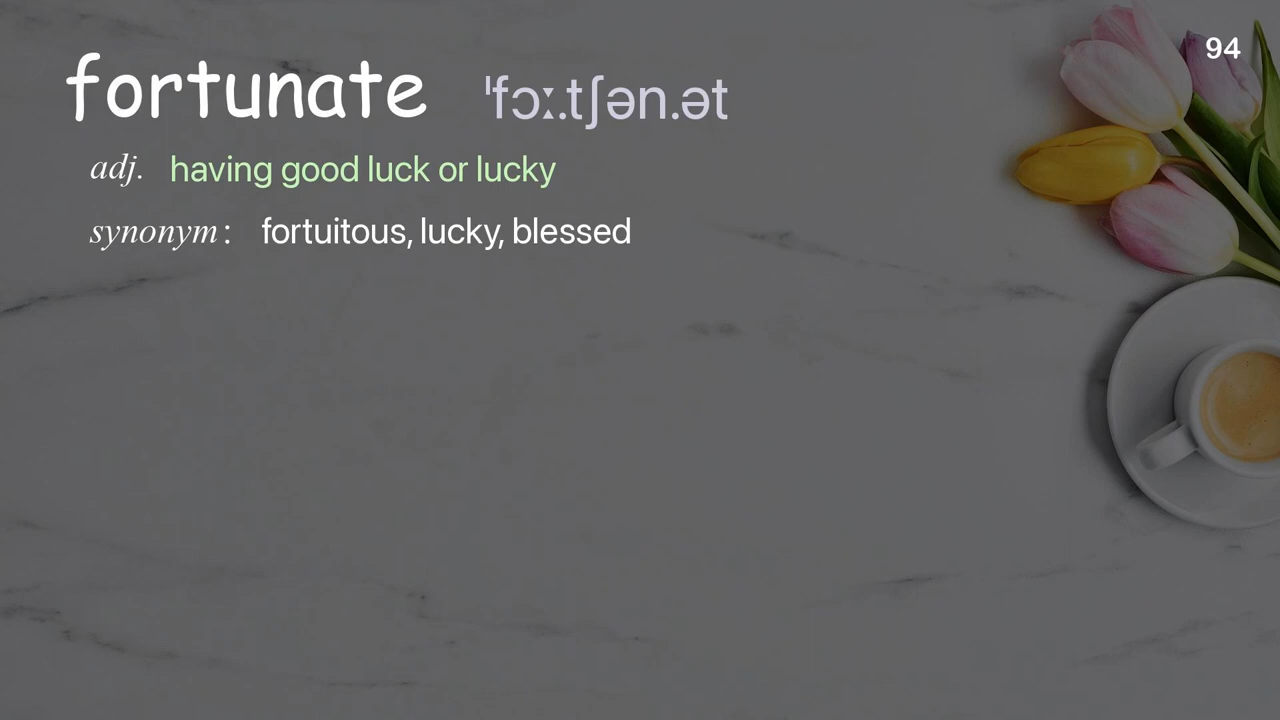 94
fortunate ˈfɔː.tʃən.ət
adj. having good luck or lucky
synonym: fortuitous, lucky, blessed